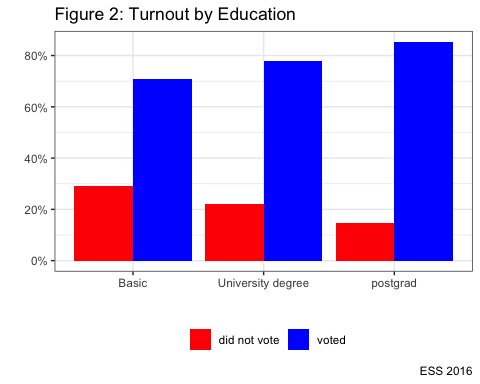 Figure 2: Turnout by Education
80%
60%
40%
20%
0%
Basic University degree postgrad
did not vote voted
ESS 2016